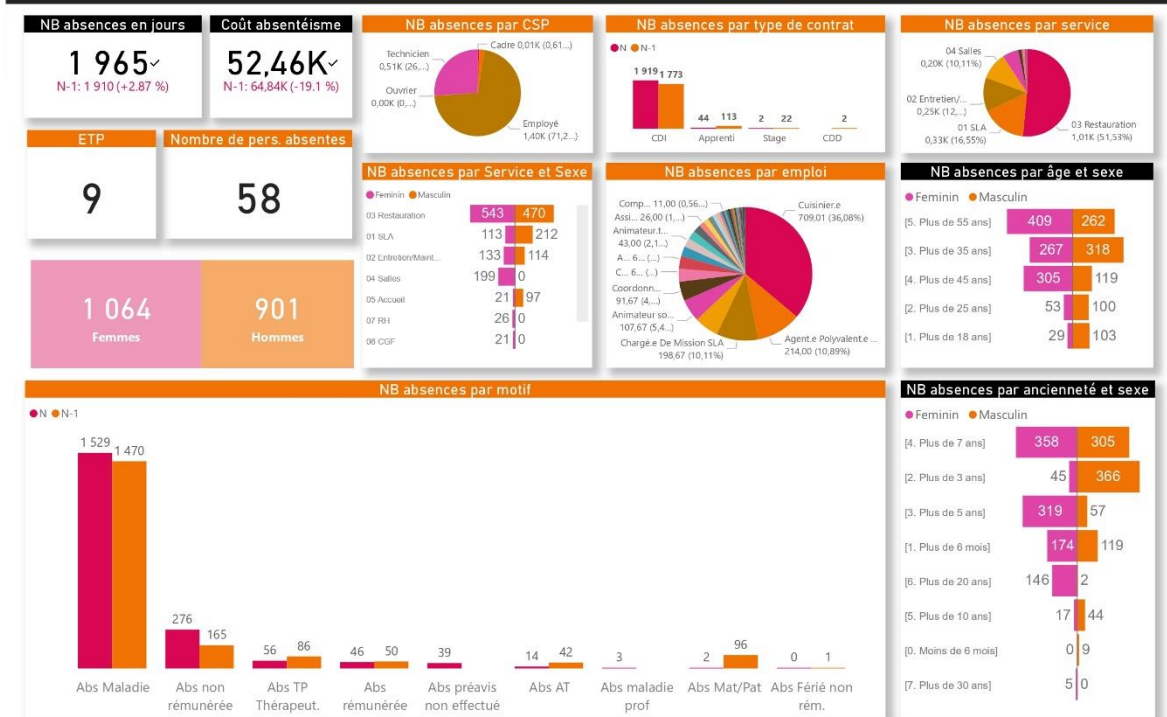 NB absences en jours
1 965
N-1: 1 910 (+2.87 %)
Coût absentéisme
52,46K
N-1: 64,84K (-19.1 %)
ETP
9
Nombre de pers. absentes
58
1 064
Femmes
901
Hommes
NB absences par CSP
Cadre 0,01K (0,61...)
Technicien
0,51K (26,...)
Ouvrier
0,00K (0,...)
Employé
1,40K (71,2...)
NB absences par type de contrat
N N-1
1 919 1 773
44 113
2 22
2
CDI Apprenti Stage CDD
NB absences par service
04 Salles
0,20K (10,11%)
02 Entretien/...
0,25K (12,...)
01 SLA
0,33K (16,55%)
03 Restauration
1,01K (51,53%)
NB absences par Service et Sexe
Feminin Masculin
03 Restauration 543 470
01 SLA 113 212
02 Entretien/Maint... 133 114
04 Salles 199 0
05 Accueil 21 97
07 RH 26 0
08 CGF 21 0
NB absences par emploi
Comp... 11,00 (0,56...)
Assi... 26,00 (1,...)
Animateur.t...
43,00 (2,1...)
A... 6... (...)
C... 6... (...)
Coordonn...
91,67 (4,...)
Animateur so...
107,67 (5,4...)
Chargé.e De Mission SLA
198,67 (10,11%)
Cuisinier.e
709,01 (36,08%)
Agent.e Polyvalent.e ...
214,00 (10,89%)
NB absences par âge et sexe
Feminin Masculin
[5. Plus de 55 ans] 409 262
[3. Plus de 35 ans] 267 318
[4. Plus de 45 ans] 305 119
[2. Plus de 25 ans] 53 100
[1. Plus de 18 ans] 29 103
NB absences par motif
N N-1
1 529 1 470
276 165
56 86
46 50
39
14 42
3
2 96
0 1
Abs Maladie
Abs non
rémunérée
Abs TP
Thérapeut.
Abs
rémunérée
Abs préavis
non effectué
Abs AT
Abs maladie
prof
Abs Mat/Pat
Abs Férié non
rém.
NB absences par ancienneté et sexe
Feminin Masculin
[4. Plus de 7 ans] 358 305
[2. Plus de 3 ans] 45 366
[3. Plus de 5 ans] 319 57
[1. Plus de 6 mois] 174 119
[6. Plus de 20 ans] 146 2
[5. Plus de 10 ans] 17 44
[0. Moins de 6 mois] 0 9
[7. Plus de 30 ans] 5 0